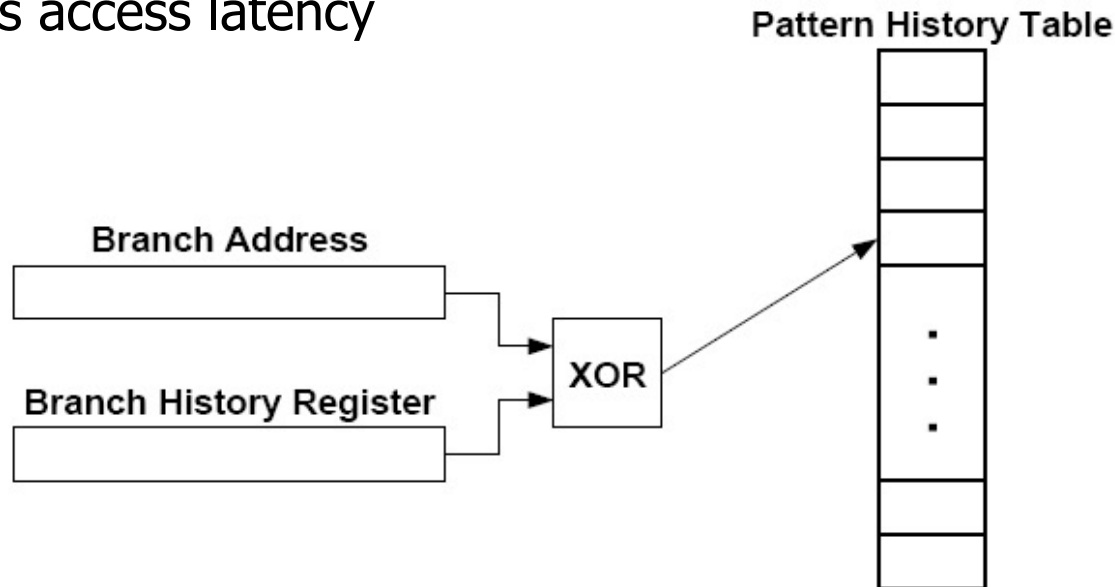 s access latency
Pattern History Table
Branch Address
XOR
Branch History Register